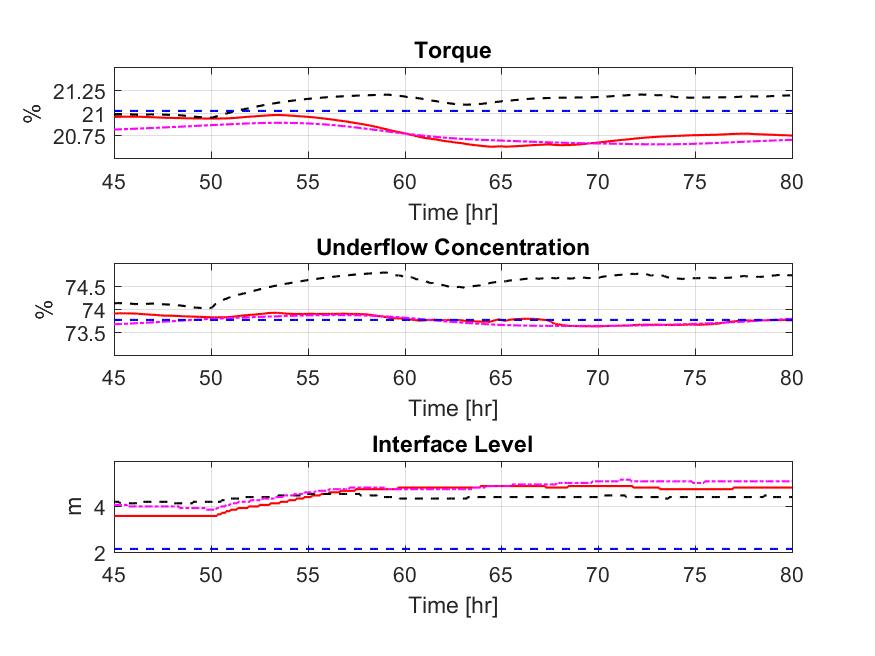 Torque
%
21.25
21
20.75
45 50 55 60 65 70 75 80
Time [hr]
Underflow Concentration
%
74.5
74
73.5
45 50 55 60 65 70 75 80
Time [hr]
Interface Level
m
4
2
45 50 55 60 65 70 75 80
Time [hr]